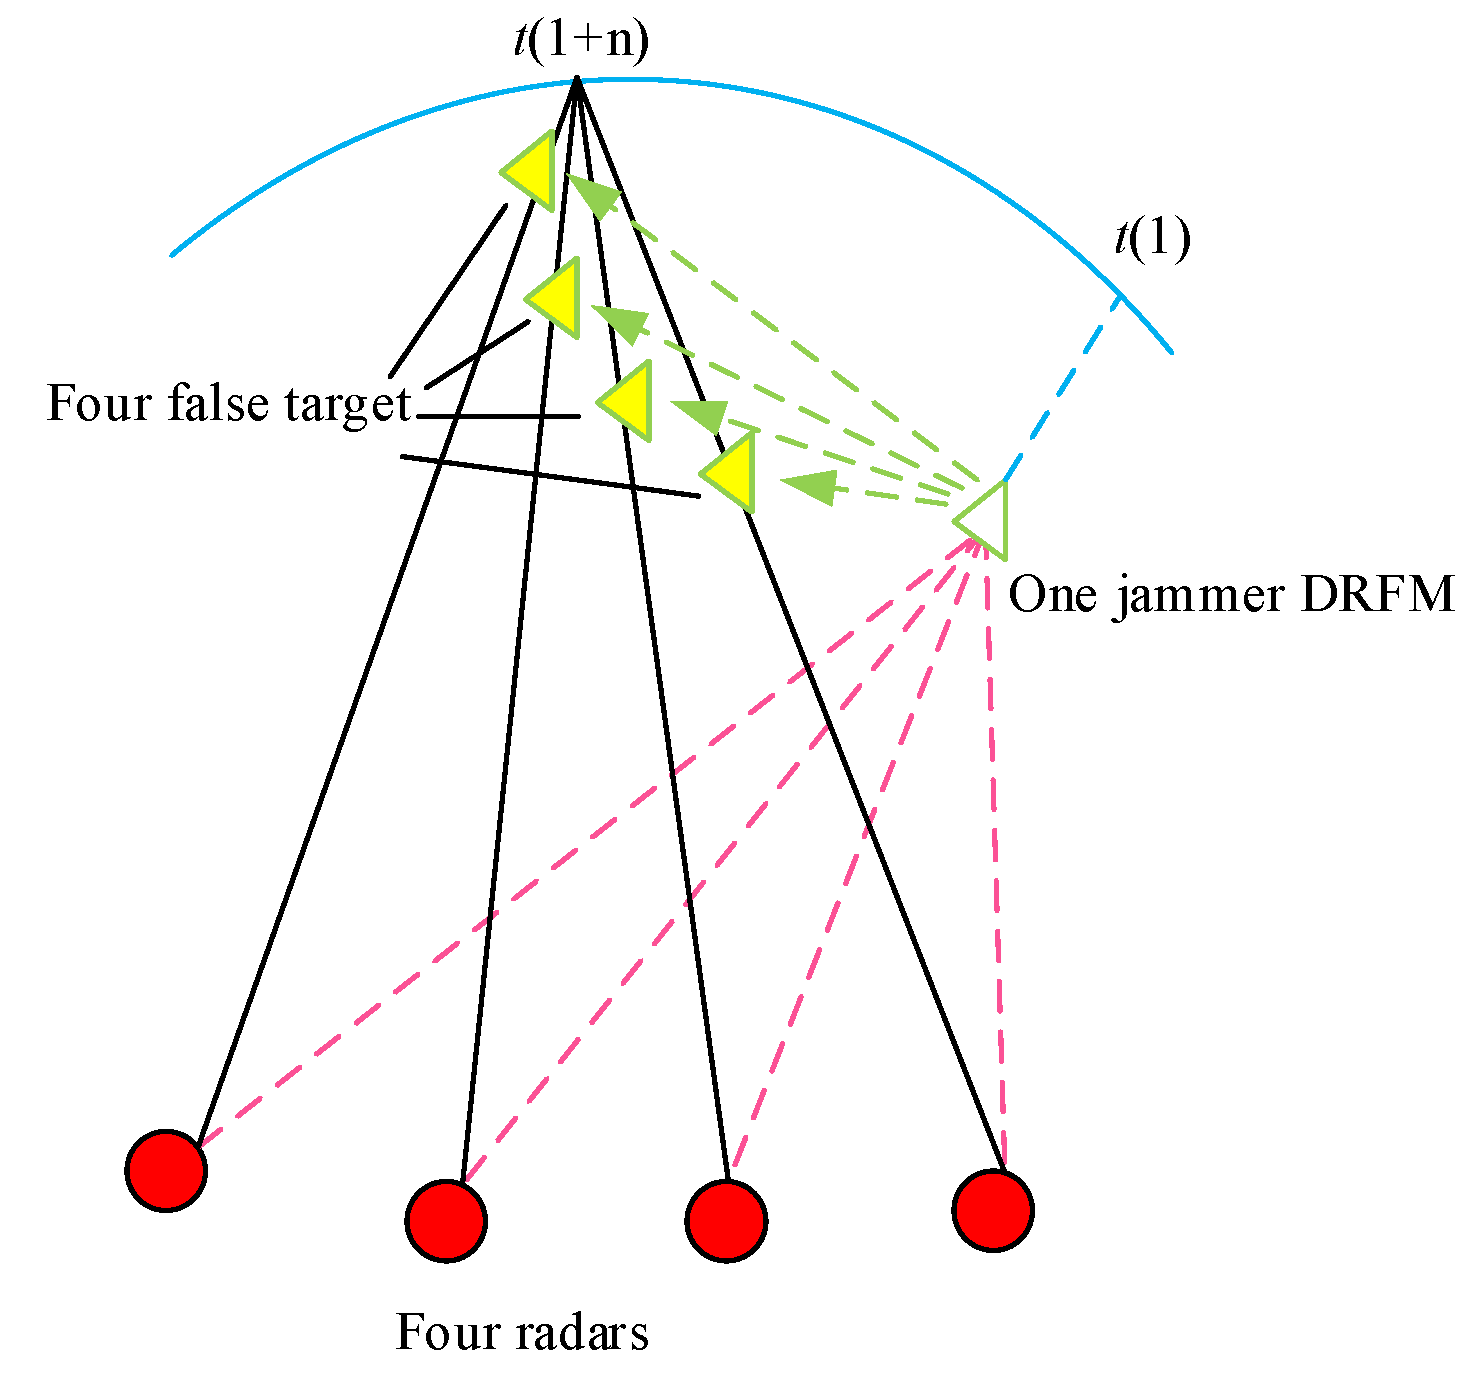 t(1+n)
t(1)
Four false target
One jammer DRFM
Four radars